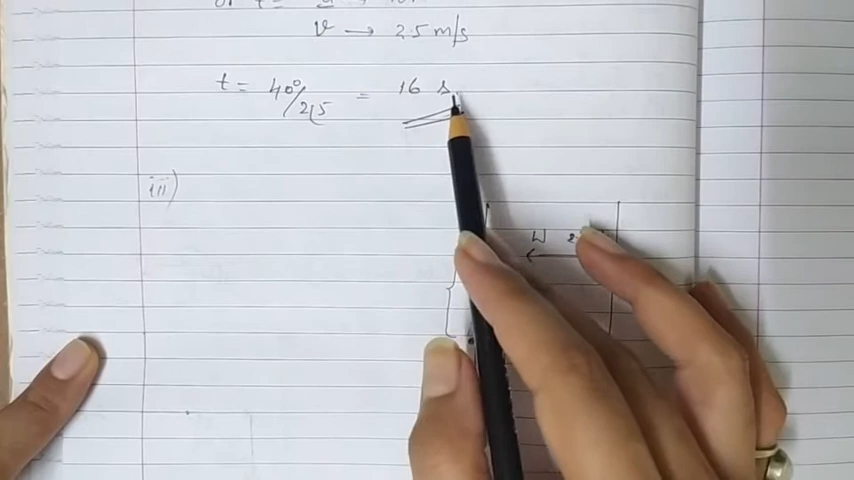 v → 2.5 m/s
t = 40/2.5 = 16 s
iii)
W